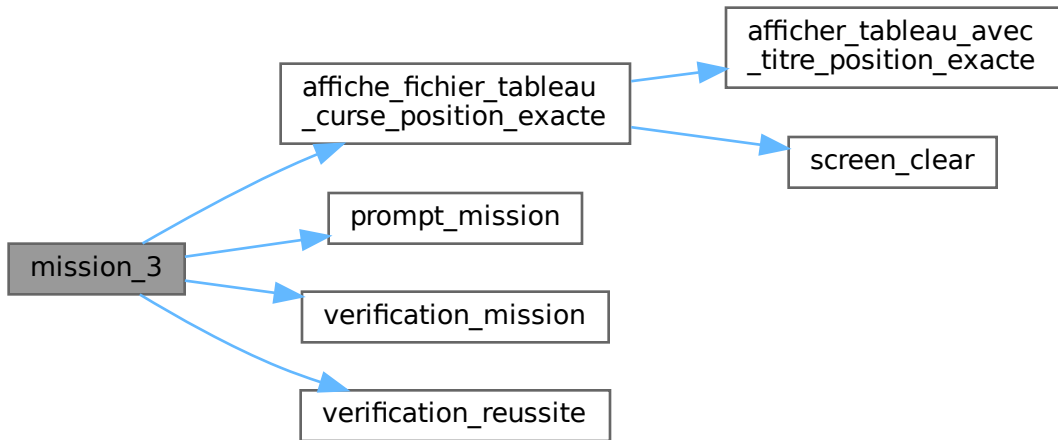 afficher_tableau_avec
_titre_position_exacte
affiche_fichier_tableau
_curse_position_exacte
screen_clear
prompt_mission
mission_3
verification_mission
verification_reussite